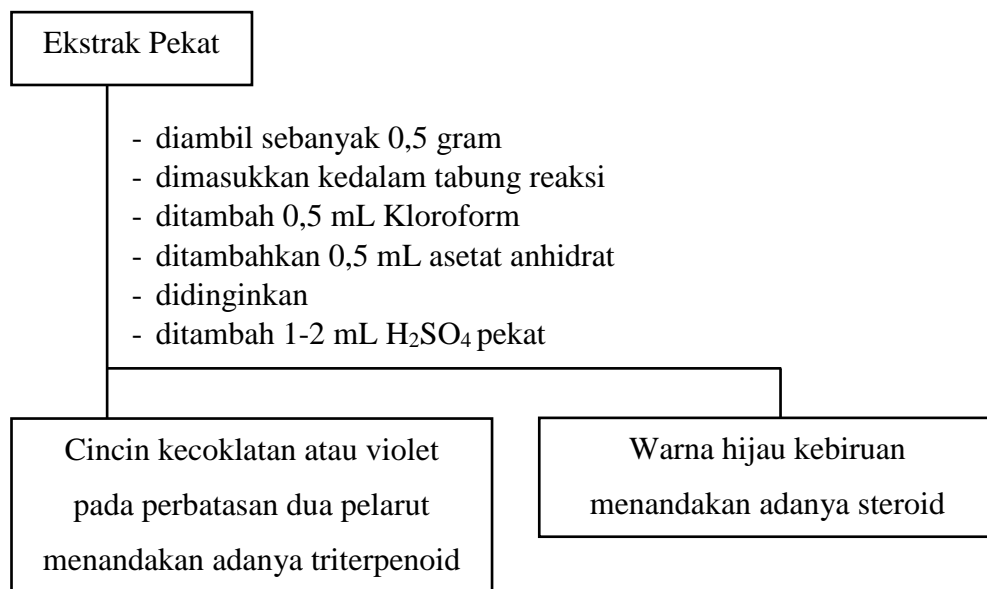 Ekstrak Pekat
- diambil sebanyak 0,5 gram
- dimasukkan kedalam tabung reaksi
- ditambah 0,5 mL Kloroform
- ditambahkan 0,5 mL asetat anhidrat
- didinginkan
- ditambah 1-2 mL H₂SO₄ pekat
Cincin kecoklatan atau violet
pada perbatasan dua pelarut
menandakan adanya triterpenoid
Warna hijau kebiruan
menandakan adanya steroid